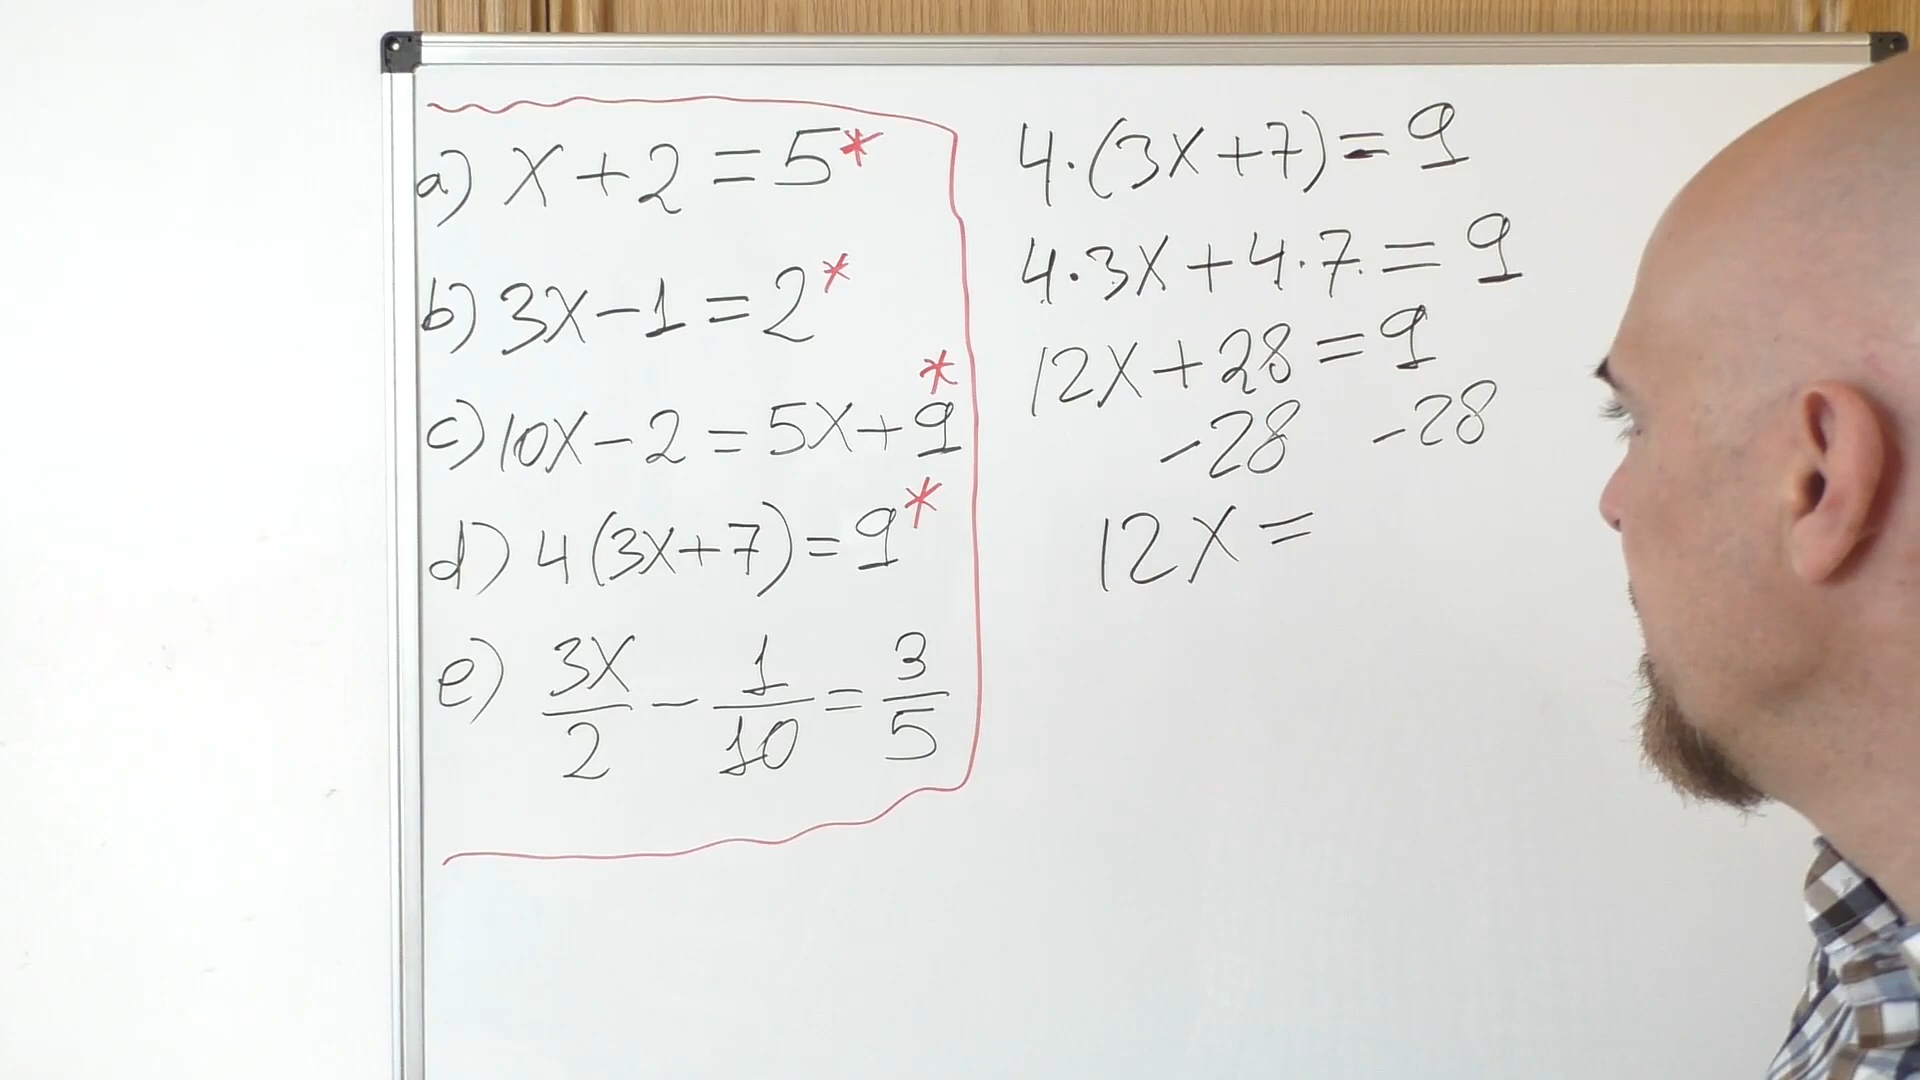 a) x + 2 = 5*
b) 3x - 1 = 2*
c) 10x - 2 = 5x + 9*
d) 4(3x + 7) = 9*
e) 3x/2 - 1/10 = 3/5
4·(3x + 7) = 9
4·3x + 4·7. = 9
12x + 28 = 9
-28 -28
12x =